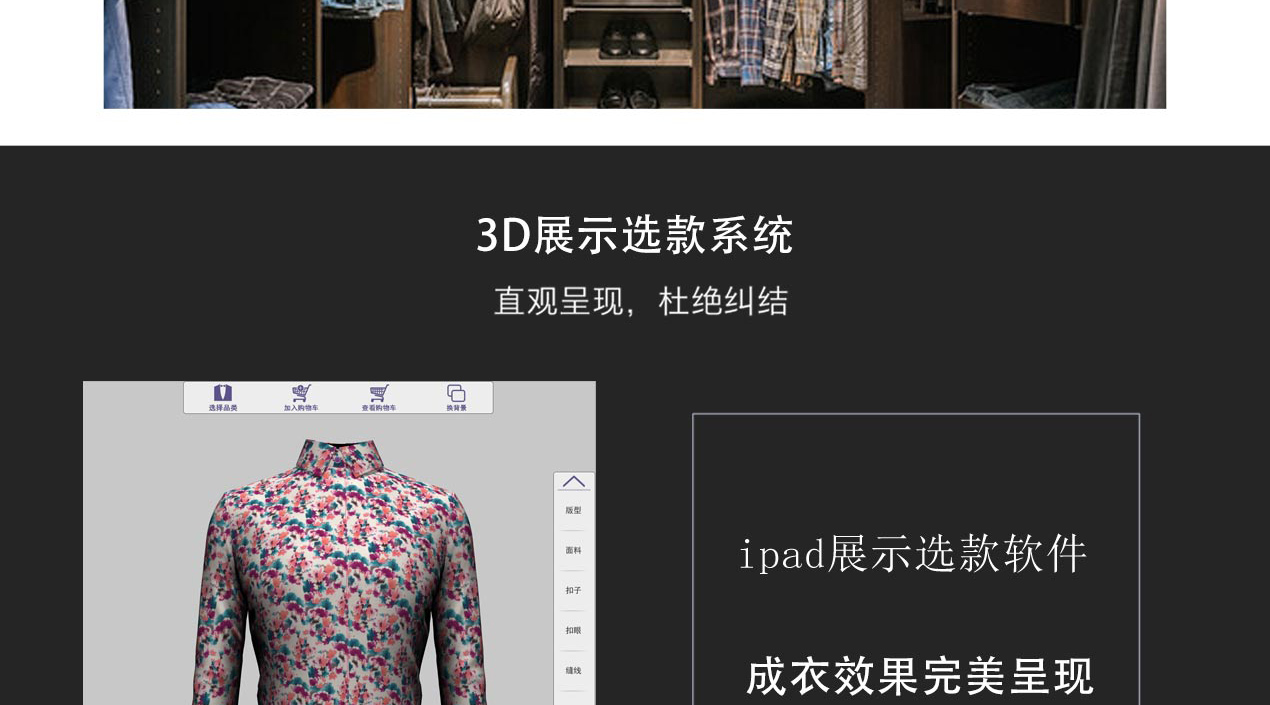 3D展示选款系统
直观呈现，杜绝纠结
选择品类 加入购物车 查看购物车 换背景
版型
面料
扣子
扣眼
缝线
ipad展示选款软件
成衣效果完美呈现